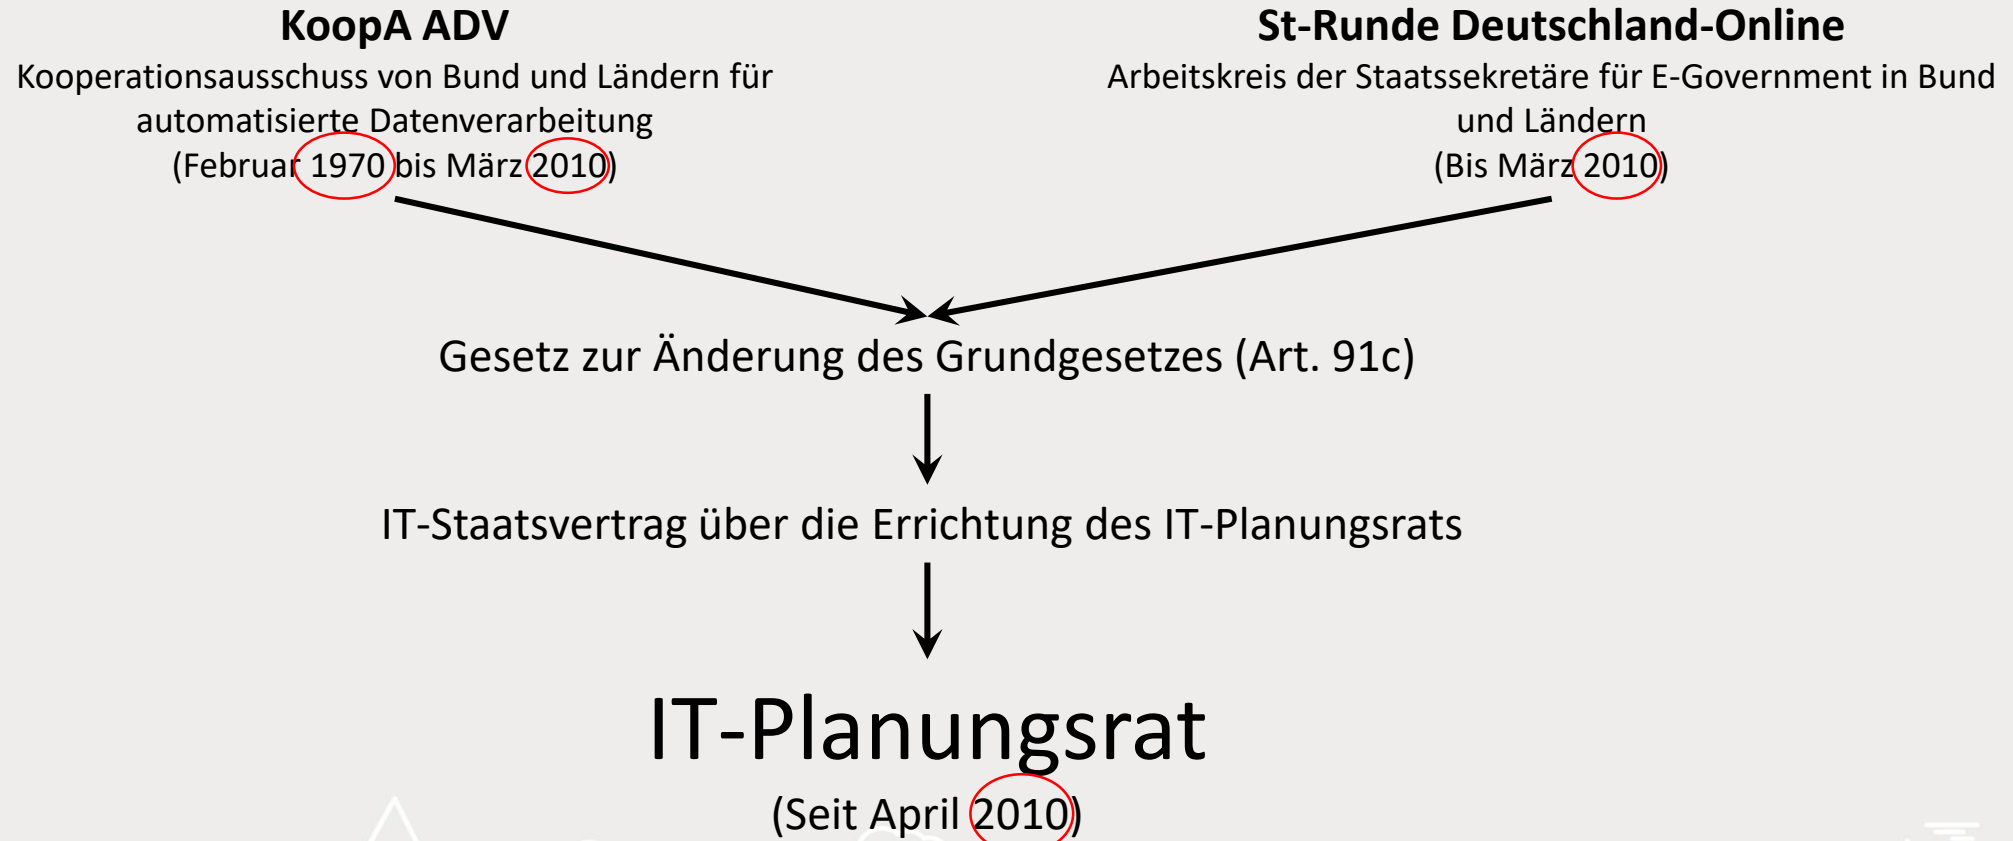 KoopA ADV
Kooperationsausschuss von Bund und Ländern für
automatisierte Datenverarbeitung
(Februar 1970 bis März 2010)
St-Runde Deutschland-Online
Arbeitskreis der Staatssekretäre für E-Government in Bund
und Ländern
(Bis März 2010)
Gesetz zur Änderung des Grundgesetzes (Art. 91c)
IT-Staatsvertrag über die Errichtung des IT-Planungsrats
IT-Planungsrat
(Seit April 2010)